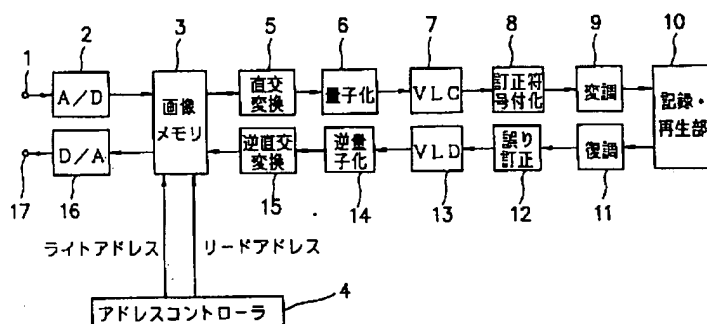 1
2
3
5
6
7
8
9
10
A/D
画像
メモリ
直交
変換
量子化
VLC
訂正符
号付化
変調
記録・
再生部
D/A
逆直交
変換
逆量
子化
VLD
誤り
訂正
復調
17
16
15
14
13
12
11
ライトアドレス
リードアドレス
アドレスコントローラ
4